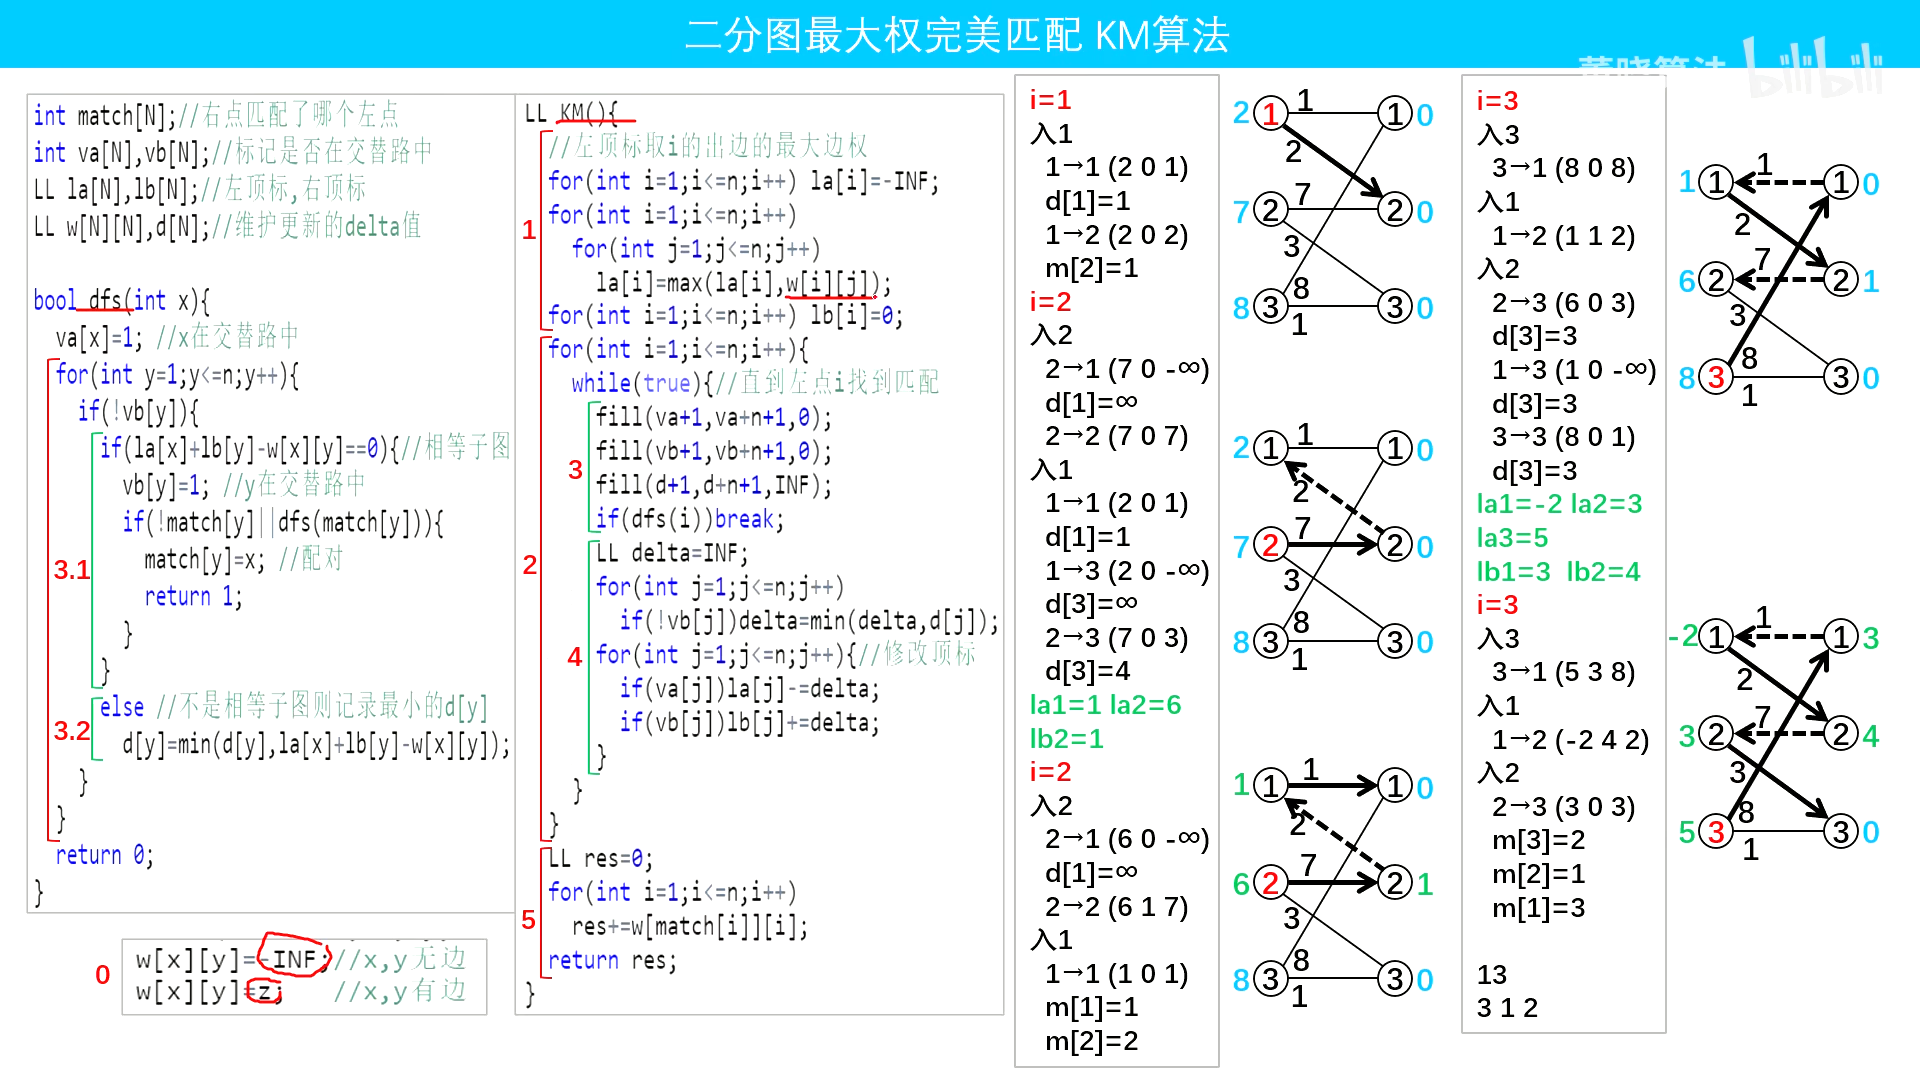 二分图最大权完美匹配 KM算法
董晓算法 bilibili
int match[N];//右点匹配了哪个左点
int va[N],vb[N];//标记是否在交替路中
LL la[N],lb[N];//左顶标,右顶标
LL w[N][N],d[N];//维护更新的delta值
bool dfs(int x){
va[x]=1; //x在交替路中
for(int y=1;y<=n;y++){
if(!vb[y]){
if(la[x]+lb[y]-w[x][y]==0){//相等子图
vb[y]=1; //y在交替路中
if(!match[y]||dfs(match[y])){
match[y]=x; //配对
return 1;
}
}
else //不是相等子图则记录最小的d[y]
d[y]=min(d[y],la[x]+lb[y]-w[x][y]);
}
}
return 0;
}
3.1
3.2
0
w[x][y]=-INF;//x,y无边
w[x][y]=z; //x,y有边
LL KM(){
//左顶标取i的出边的最大边权
for(int i=1;i<=n;i++) la[i]=-INF;
for(int i=1;i<=n;i++)
for(int j=1;j<=n;j++)
la[i]=max(la[i],w[i][j]);
for(int i=1;i<=n;i++) lb[i]=0;
for(int i=1;i<=n;i++){
while(true){//直到左点i找到匹配
fill(va+1,va+n+1,0);
fill(vb+1,vb+n+1,0);
fill(d+1,d+n+1,INF);
if(dfs(i))break;
LL delta=INF;
for(int j=1;j<=n;j++)
if(!vb[j])delta=min(delta,d[j]);
for(int j=1;j<=n;j++){//修改顶标
if(va[j])la[j]-=delta;
if(vb[j])lb[j]+=delta;
}
}
}
LL res=0;
for(int i=1;i<=n;i++)
res+=w[match[i]][i];
return res;
}
1
2
3
4
5
i=1
入1
1→1 (2 0 1)
d[1]=1
1→2 (2 0 2)
m[2]=1
i=2
入2
2→1 (7 0 -∞)
d[1]=∞
2→2 (7 0 7)
入1
1→1 (2 0 1)
d[1]=1
1→3 (2 0 -∞)
d[3]=∞
2→3 (7 0 3)
d[3]=4
la1=1 la2=6
lb2=1
i=2
入2
2→1 (6 0 -∞)
d[1]=∞
2→2 (6 1 7)
入1
1→1 (1 0 1)
m[1]=1
m[2]=2
2 1 1 1 0
2
7 2 7 2 0
3
8 3 8 3 0
1
2 1 1 1 0
2
7 2 7 2 0
3
8 3 8 3 0
1
1 1 1 1 0
2
6 2 7 2 1
3
8 3 8 3 0
1
i=3
入3
3→1 (8 0 8)
入1
1→2 (1 1 2)
入2
2→3 (6 0 3)
d[3]=3
1→3 (1 0 -∞)
d[3]=3
3→3 (8 0 1)
d[3]=3
la1=-2 la2=3
la3=5
lb1=3 lb2=4
i=3
入3
3→1 (5 3 8)
入1
1→2 (-2 4 2)
入2
2→3 (3 0 3)
m[3]=2
m[2]=1
m[1]=3
13
3 1 2
1 1 1 1 0
2
6 2 7 2 1
3
8 3 8 3 0
1
-2 1 1 1 3
2
3 2 7 2 4
3
5 3 8 3 0
1